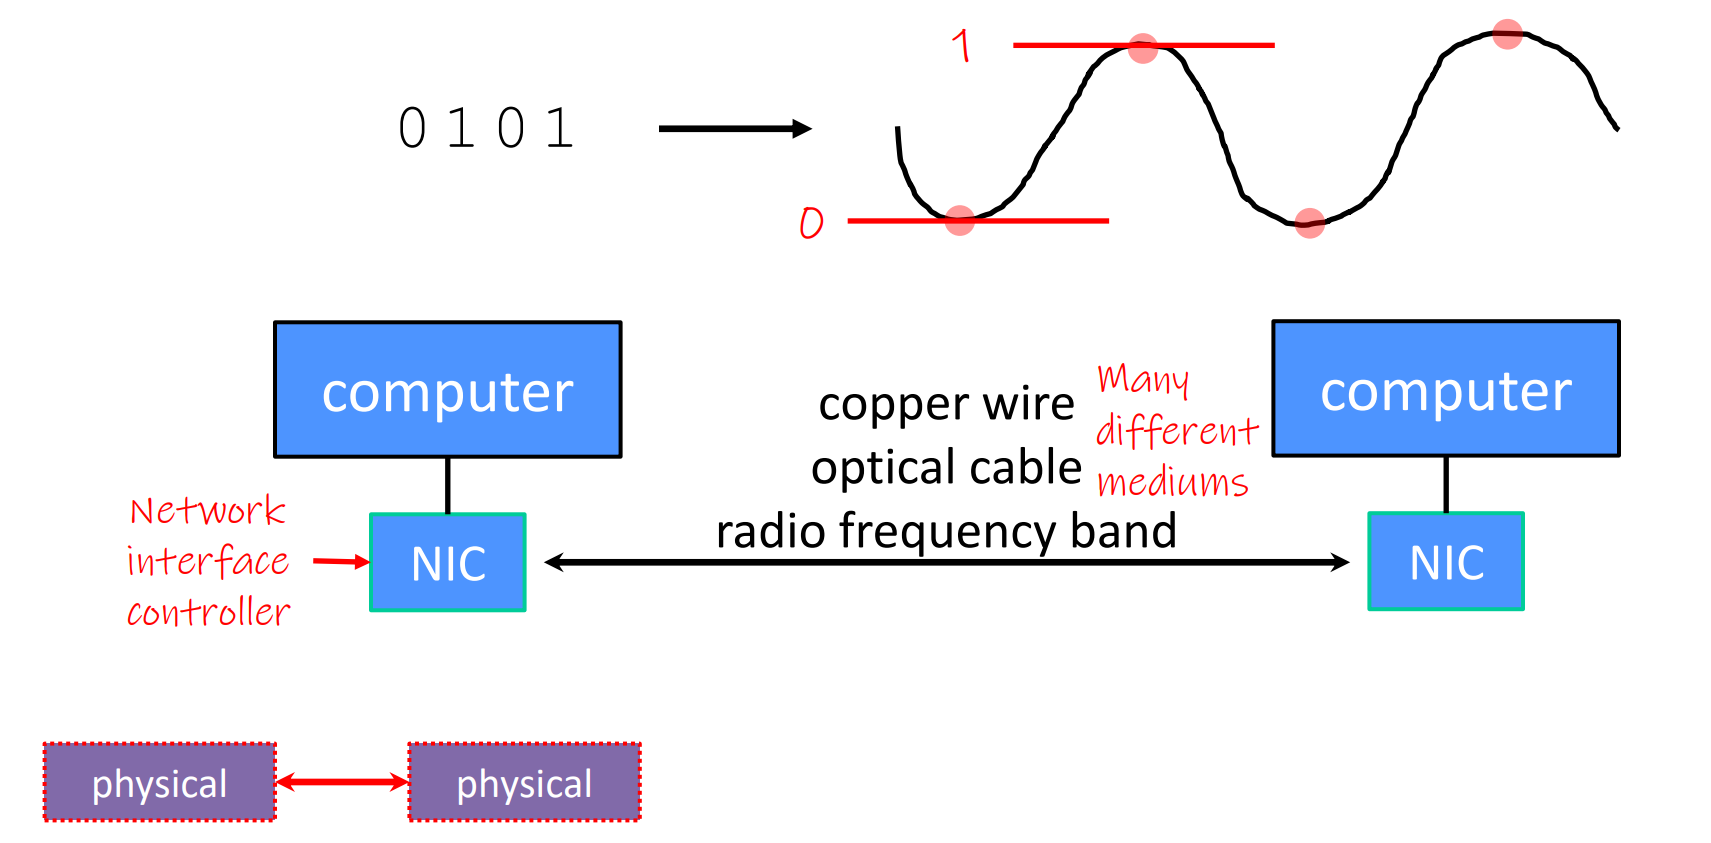 1
0 1 0 1
0
computer
computer
copper wire
optical cable
radio frequency band
Many
different
mediums
Network
interface
controller
NIC
NIC
physical
physical